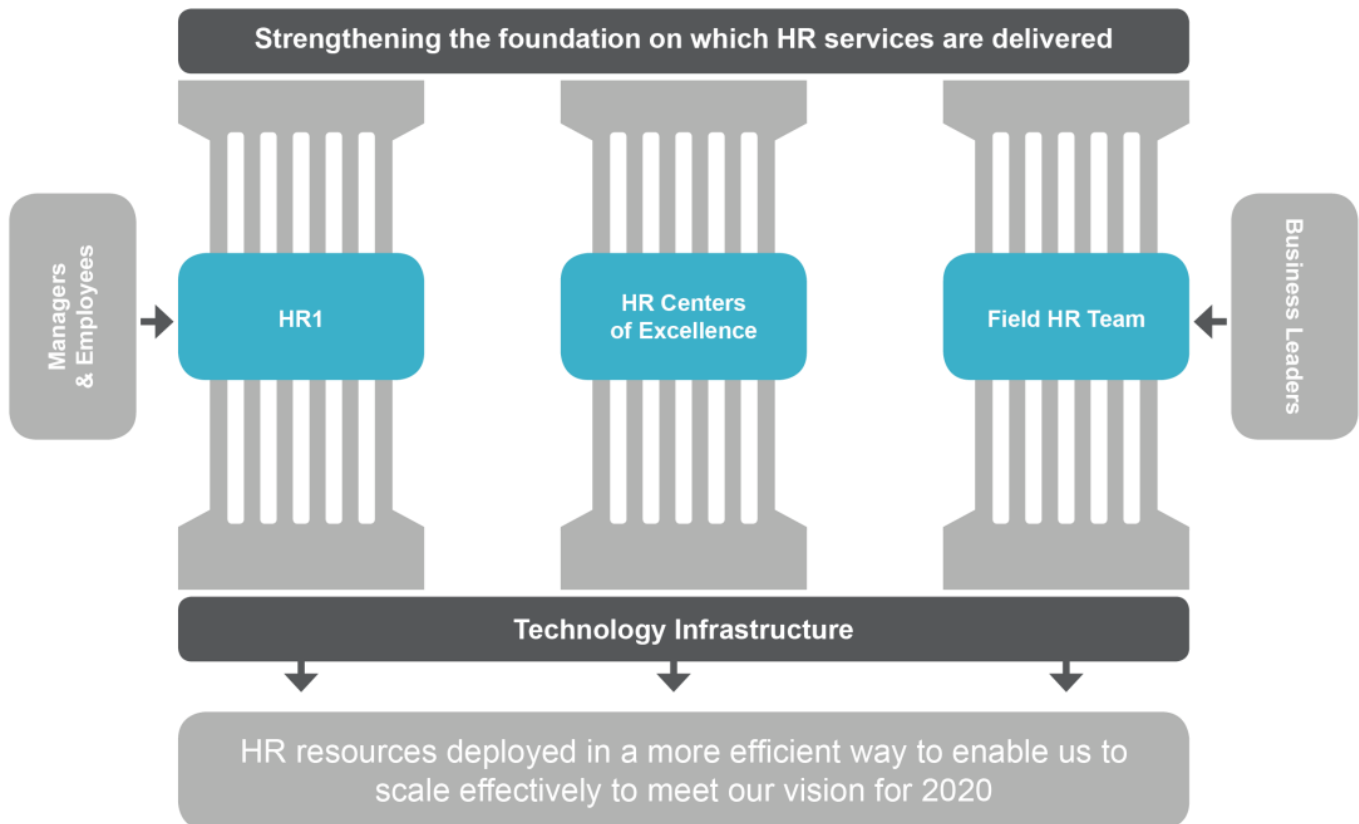 Strengthening the foundation on which HR services are delivered
Managers
& Employees
HR1
HR Centers
of Excellence
Field HR Team
Business Leaders
Technology Infrastructure
HR resources deployed in a more efficient way to enable us to
scale effectively to meet our vision for 2020